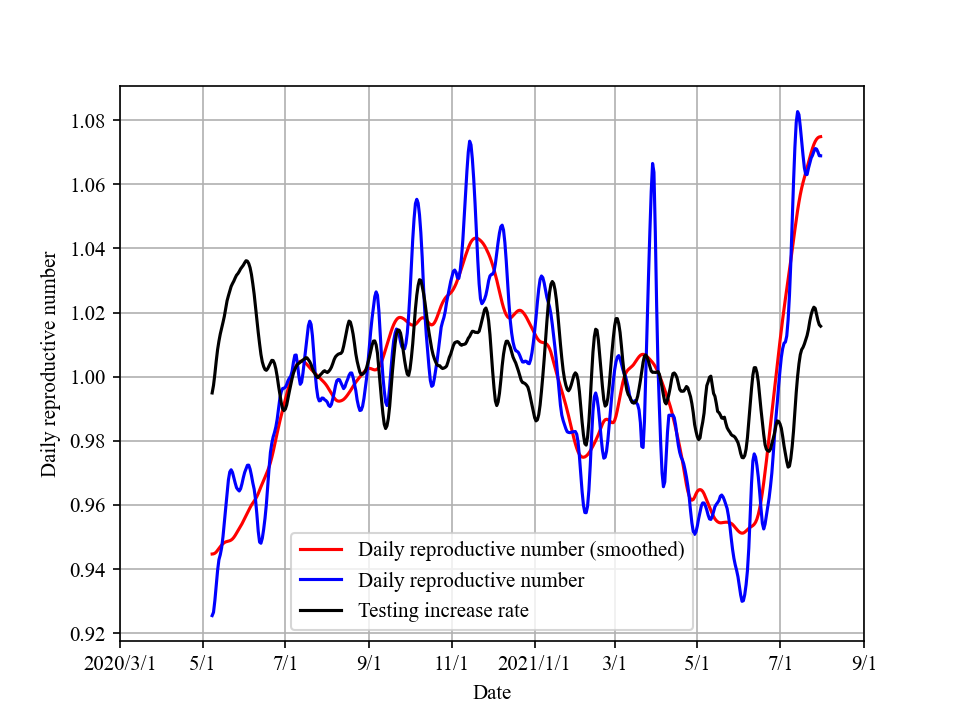 1.08
1.06
1.04
1.02
1.00
0.98
0.96
0.94
0.92
Daily reproductive number
Daily reproductive number (smoothed)
Daily reproductive number
Testing increase rate
2020/3/1 5/1 7/1 9/1 11/1 2021/1/1 3/1 5/1 7/1 9/1
Date